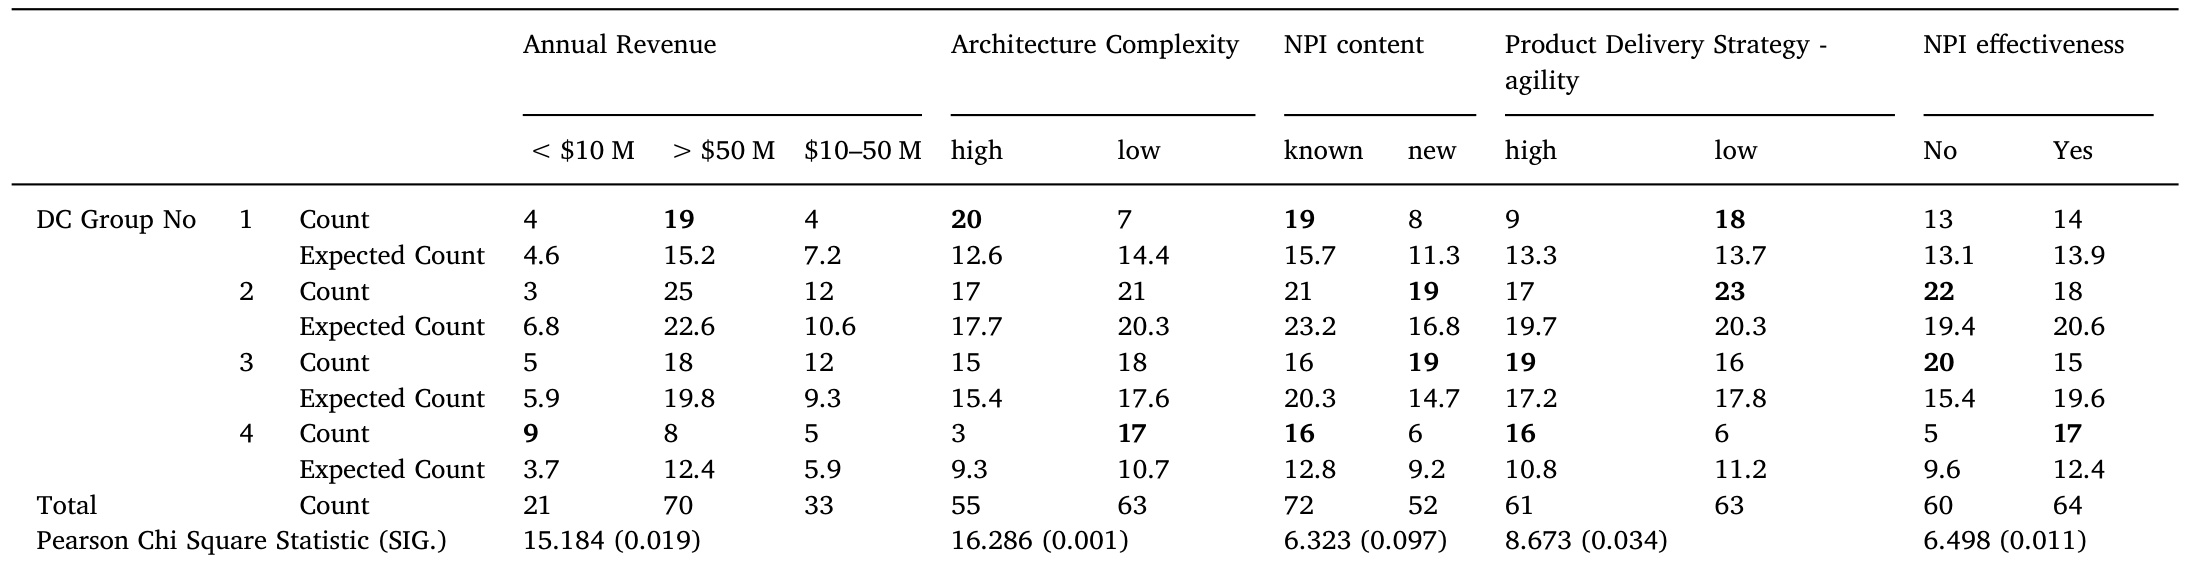 Annual Revenue Architecture Complexity NPI content Product Delivery Strategy - NPI effectiveness
agility
< $10 M > $50 M $10–50 M high low known new high low No Yes
DC Group No 1 Count 4 19 4 20 7 19 8 9 18 13 14
Expected Count 4.6 15.2 7.2 12.6 14.4 15.7 11.3 13.3 13.7 13.1 13.9
2 Count 3 25 12 17 21 21 19 17 23 22 18
Expected Count 6.8 22.6 10.6 17.7 20.3 23.2 16.8 19.7 20.3 19.4 20.6
3 Count 5 18 12 15 18 16 19 19 16 20 15
Expected Count 5.9 19.8 9.3 15.4 17.6 20.3 14.7 17.2 17.8 15.4 19.6
4 Count 9 8 5 3 17 16 6 16 6 5 17
Expected Count 3.7 12.4 5.9 9.3 10.7 12.8 9.2 10.8 11.2 9.6 12.4
Total Count 21 70 33 55 63 72 52 61 63 60 64
Pearson Chi Square Statistic (SIG.) 15.184 (0.019) 16.286 (0.001) 6.323 (0.097) 8.673 (0.034) 6.498 (0.011)